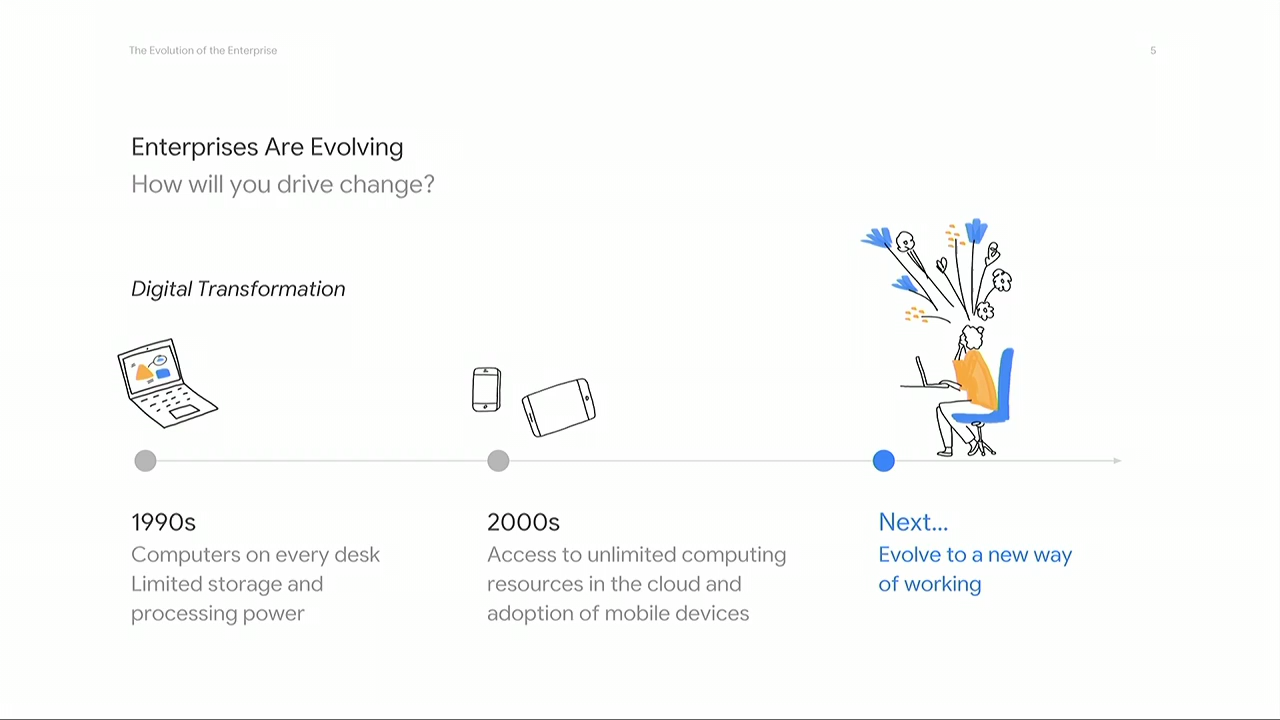 The Evolution of the Enterprise
5
Enterprises Are Evolving
How will you drive change?
Digital Transformation
1990s
Computers on every desk
Limited storage and
processing power
2000s
Access to unlimited computing
resources in the cloud and
adoption of mobile devices
Next...
Evolve to a new way
of working